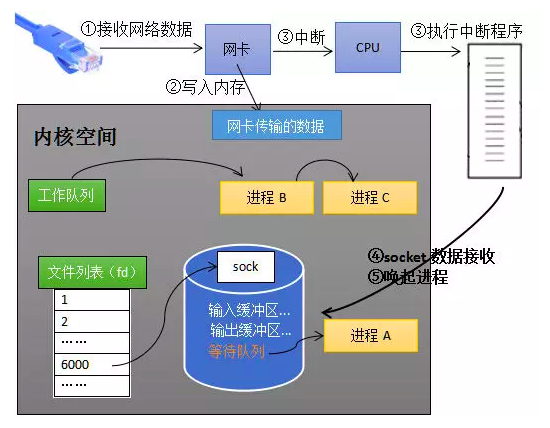 ①接收网络数据
网卡
③中断
CPU
③执行中断程序
②写入内存
网卡传输的数据
内核空间
工作队列
进程 B
进程 C
④socket 数据接收
⑤唤起进程
文件列表（fd）
sock
1
2
……
6000
……
输入缓冲区...
输出缓冲区...
等待队列
进程 A